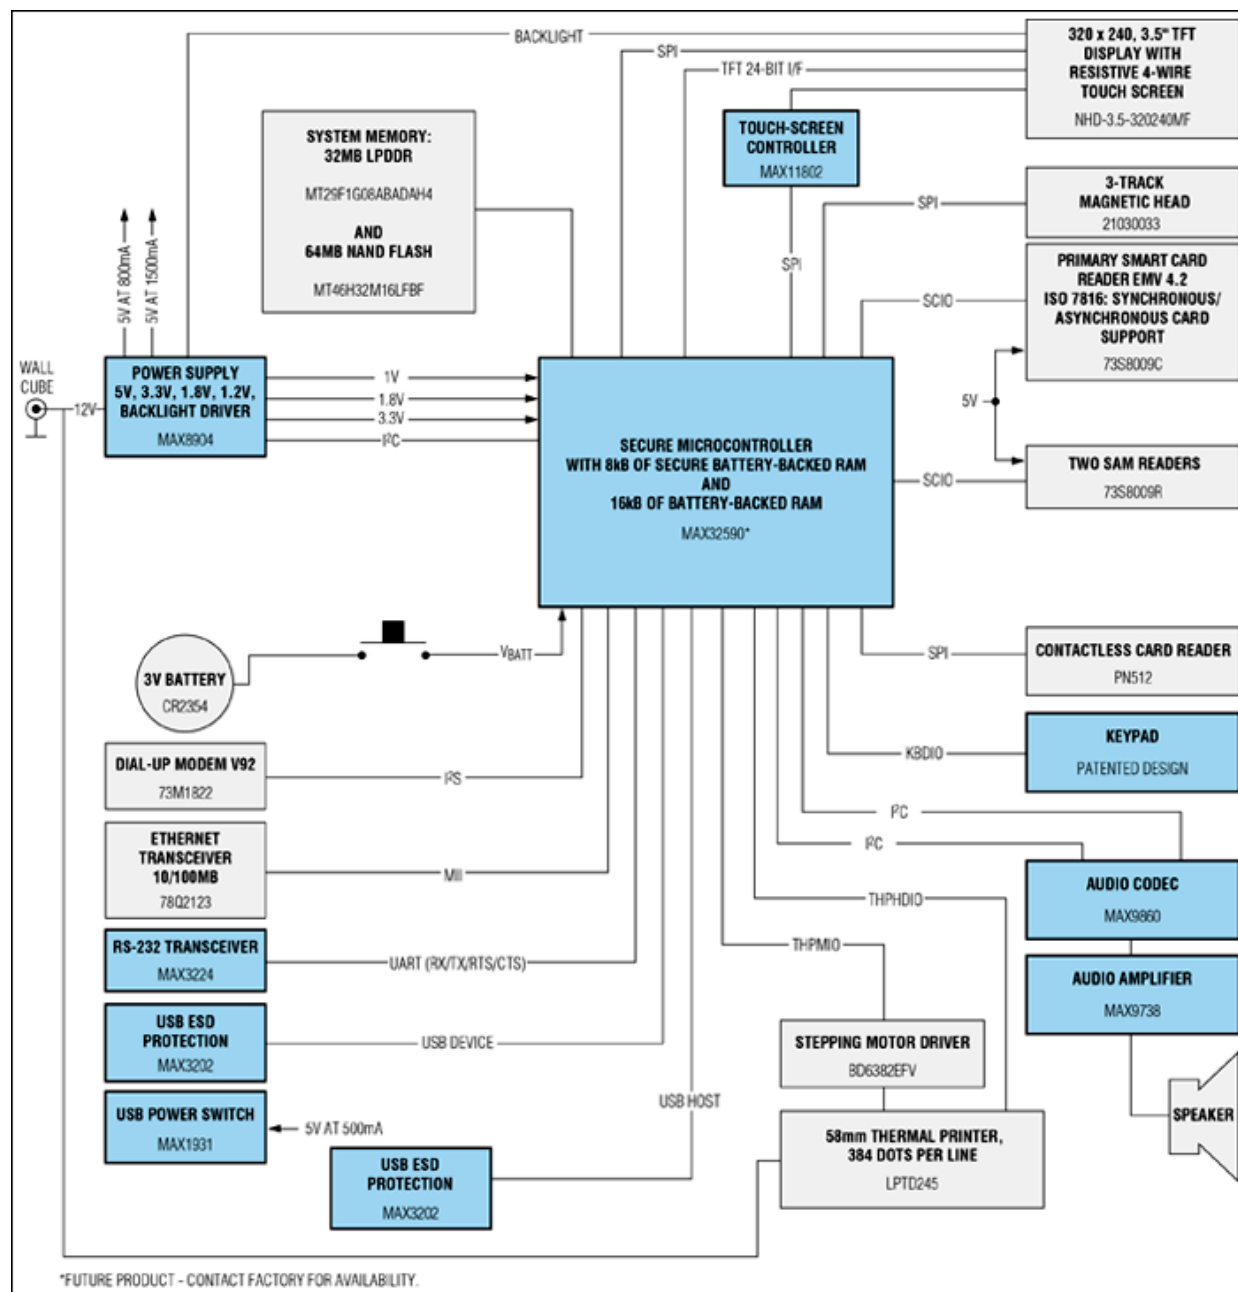 BACKLIGHT
SPI
TFT 24-BIT I/F
320 x 240, 3.5" TFT
DISPLAY WITH
RESISTIVE 4-WIRE
TOUCH SCREEN
NHD-3.5-320240MF
SYSTEM MEMORY:
32MB LPDDR
MT29F1G08ABADAH4
AND
64MB NAND FLASH
MT46H32M16LFBF
TOUCH-SCREEN
CONTROLLER
MAX11802
SPI
SPI
3-TRACK
MAGNETIC HEAD
21030033
SCIO
PRIMARY SMART CARD
READER EMV 4.2
ISO 7816: SYNCHRONOUS/
ASYNCHRONOUS CARD
SUPPORT
73S8009C
5V AT 800mA
5V AT 1500mA
WALL
CUBE
12V
POWER SUPPLY
5V, 3.3V, 1.8V, 1.2V,
BACKLIGHT DRIVER
MAX8904
1V
1.8V
3.3V
I²C
5V
SECURE MICROCONTROLLER
WITH 8kB OF SECURE BATTERY-BACKED RAM
AND
16kB OF BATTERY-BACKED RAM
MAX32590*
SCIO
TWO SAM READERS
73S8009R
3V BATTERY
CR2354
VBATT
SPI
CONTACTLESS CARD READER
PN512
DIAL-UP MODEM V92
73M1822
I²S
KBDIO
KEYPAD
PATENTED DESIGN
ETHERNET
TRANSCEIVER
10/100MB
78Q2123
MII
I²C
I²C
AUDIO CODEC
MAX9860
THPHDIO
RS-232 TRANSCEIVER
MAX3224
UART (RX/TX/RTS/CTS)
THPMIO
AUDIO AMPLIFIER
MAX9738
USB ESD
PROTECTION
MAX3202
USB DEVICE
STEPPING MOTOR DRIVER
BD6382EFV
USB HOST
USB POWER SWITCH
MAX1931
5V AT 500mA
SPEAKER
58mm THERMAL PRINTER,
384 DOTS PER LINE
LPTD245
USB ESD
PROTECTION
MAX3202
*FUTURE PRODUCT - CONTACT FACTORY FOR AVAILABILITY.